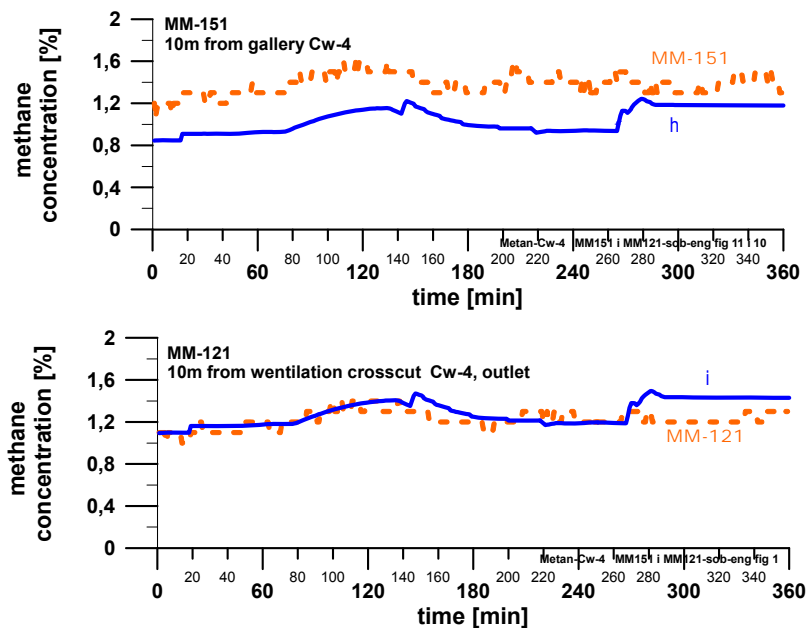 MM-151
10m from gallery Cw-4
methane
concentration [%]
2
1,6
1,2
0,8
0,4
0
MM-151
h
Metan-Cw-4 MM151 i MM121-sob-eng fig 11 i 10
0 20 40 60 80 100 120 140 160 180 200 220 240 260 280 300 320 340 360
time [min]
MM-121
10m from wentilation crosscut Cw-4, outlet
methane
concentration [%]
2
1,6
1,2
0,8
0,4
0
i
MM-121
Metan-Cw-4 MM151 i MM121-sob-eng fig 1
0 20 40 60 80 100 120 140 160 180 200 220 240 260 280 300 320 340 360
time [min]